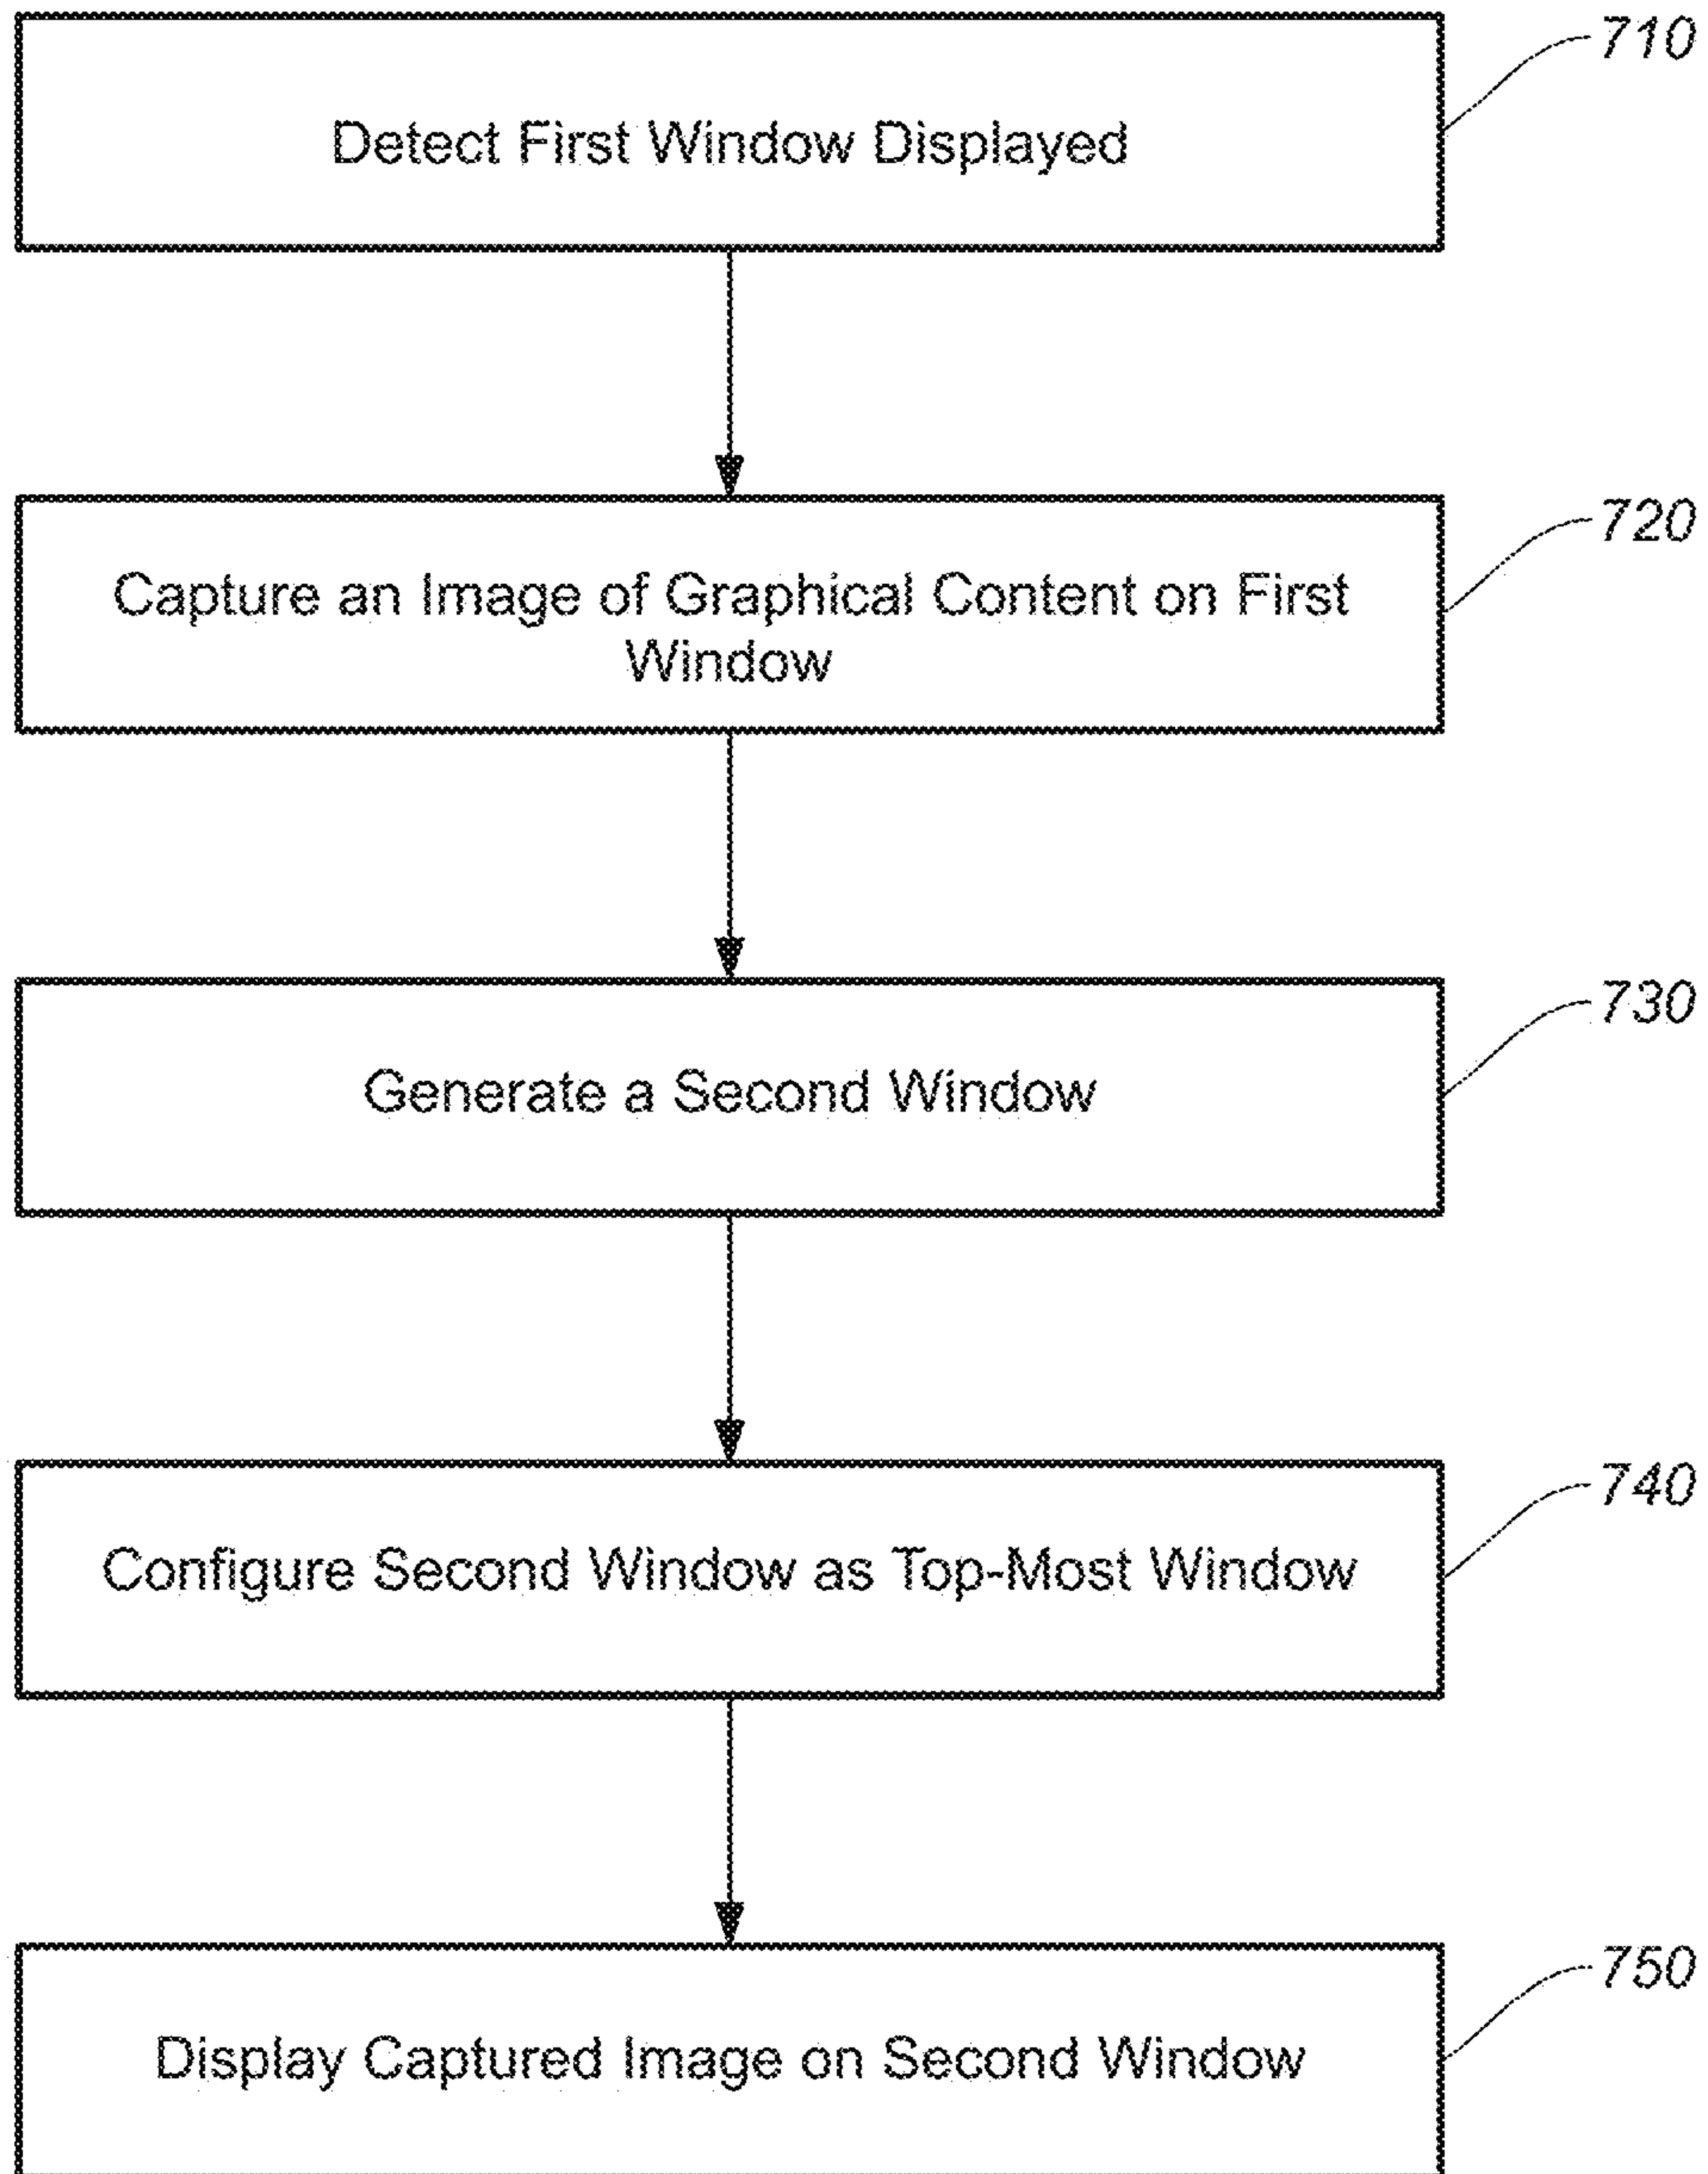 710
Detect First Window Displayed
720
Capture an Image of Graphical Content on First
Window
730
Generate a Second Window
740
Configure Second Window as Top-Most Window
750
Display Captured Image on Second Window